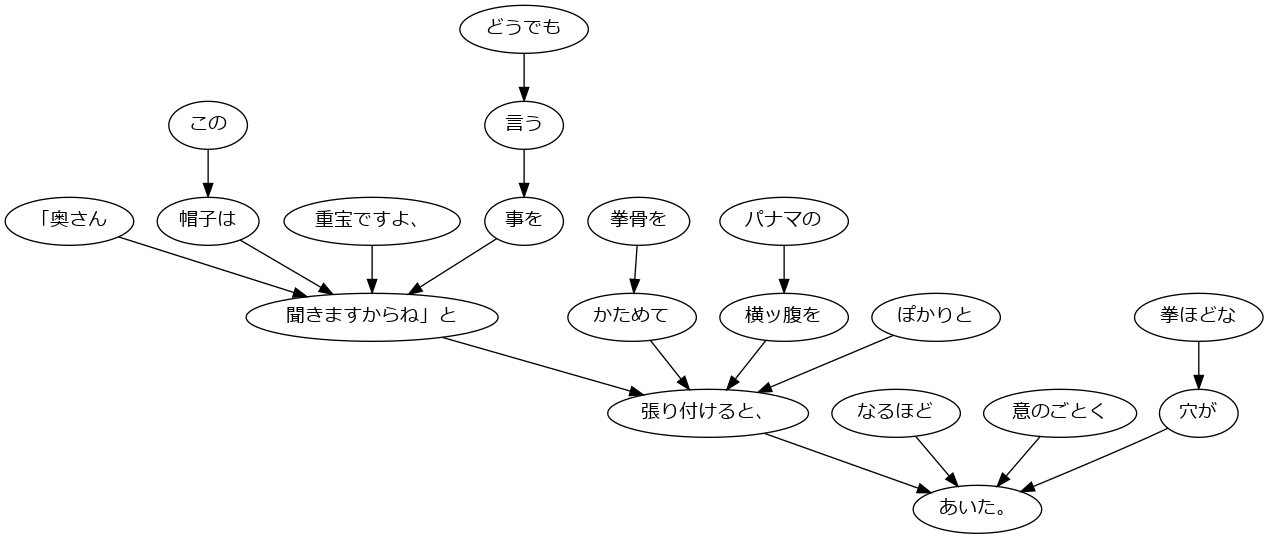 どうでも
この
言う
「奥さん
帽子は
重宝ですよ、
事を
拳骨を
パナマの
聞きますからね」と
かためて
横ッ腹を
ぽかりと
拳ほどな
張り付けると、
なるほど
意のごとく
穴が
あいた。